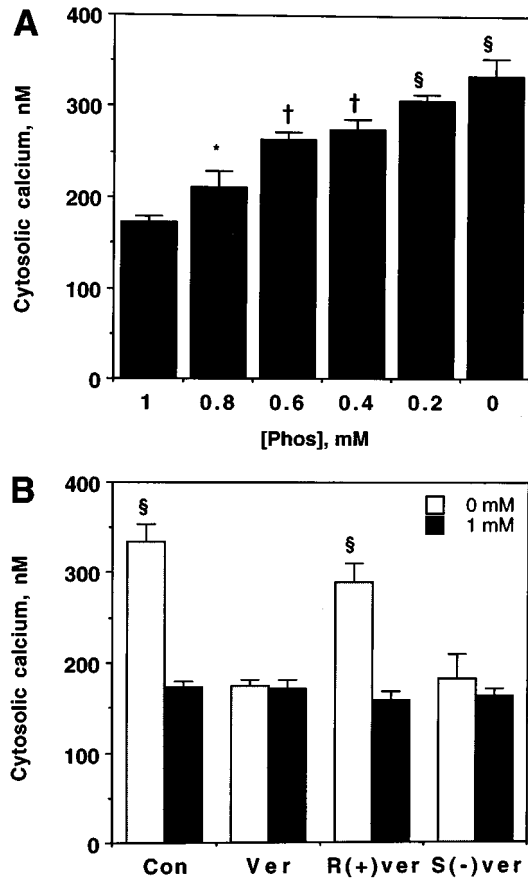 A
Cytosolic calcium, nM
400
300
200
100
0
*
†
†
§
§
1 0.8 0.6 0.4 0.2 0
[Phos], mM
B
Cytosolic calcium, nM
400
300
200
100
0
§
§
0 mM
1 mM
Con Ver R(+)ver S(-)ver